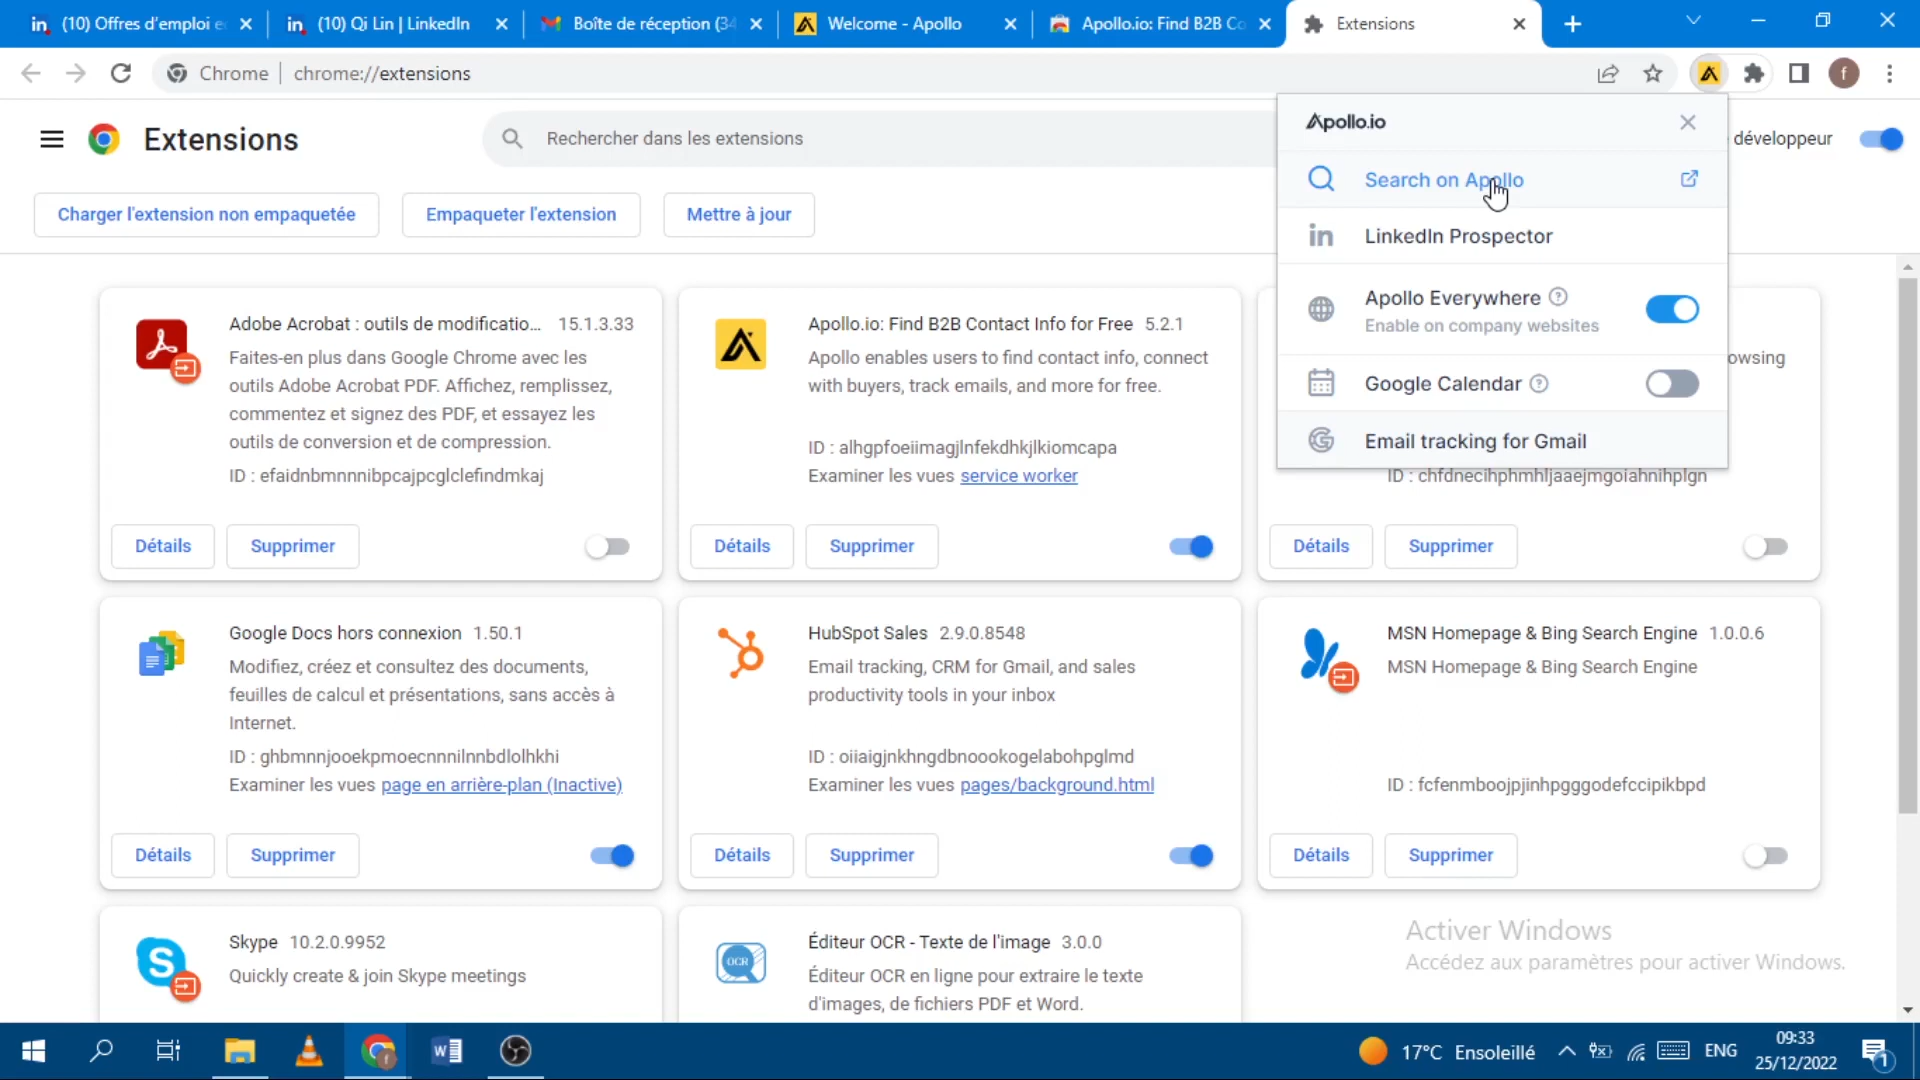 (10) Offres d'emploi e
(10) Qi Lin | LinkedIn
Boîte de réception (34
Welcome - Apollo
Apollo.io: Find B2B Co
Extensions
Chrome
chrome://extensions
f
Extensions
Rechercher dans les extensions
développeur
Charger l'extension non empaquetée
Empaqueter l'extension
Mettre à jour
Apollo.io
Search on Apollo
LinkedIn Prospector
Apollo Everywhere
Enable on company websites
Google Calendar
Email tracking for Gmail
Adobe Acrobat : outils de modificatio... 15.1.3.33
Faites-en plus dans Google Chrome avec les
outils Adobe Acrobat PDF. Affichez, remplissez,
commentez et signez des PDF, et essayez les
outils de conversion et de compression.
ID : efaidnbmnnnibpcajpcglclefindmkaj
Détails
Supprimer
Apollo.io: Find B2B Contact Info for Free 5.2.1
Apollo enables users to find contact info, connect
with buyers, track emails, and more for free.
ID : alhgpfoeiimagjlnfekdhkjlkiomcapa
Examiner les vues service worker
Détails
Supprimer
owsing
ID : chfdnecihphmhljaaejmgoiahnihplgn
Détails
Supprimer
Google Docs hors connexion 1.50.1
Modifiez, créez et consultez des documents,
feuilles de calcul et présentations, sans accès à
Internet.
ID : ghbmnnjooekpmoecnnnilnnbdlolhkhi
Examiner les vues page en arrière-plan (Inactive)
Détails
Supprimer
HubSpot Sales 2.9.0.8548
Email tracking, CRM for Gmail, and sales
productivity tools in your inbox
ID : oiiaigjnkhngdbnoookogelabohpglmd
Examiner les vues pages/background.html
Détails
Supprimer
MSN Homepage & Bing Search Engine 1.0.0.6
MSN Homepage & Bing Search Engine
ID : fcfenmboojpjinhpgggodefccipikbpd
Détails
Supprimer
Skype 10.2.0.9952
Quickly create & join Skype meetings
OCR
Éditeur OCR - Texte de l'image 3.0.0
Éditeur OCR en ligne pour extraire le texte
d'images, de fichiers PDF et Word.
Activer Windows
Accédez aux paramètres pour activer Windows.
17°C Ensoleillé
ENG
09:33
25/12/2022
1